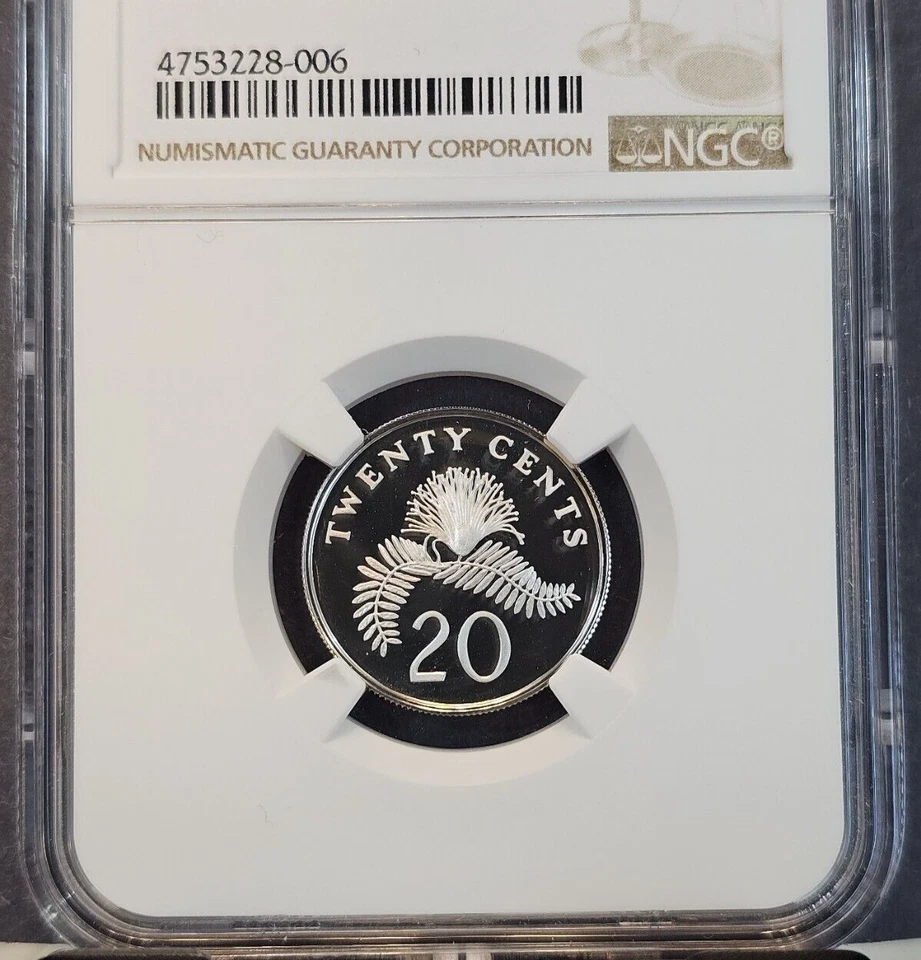 4753228-006
NUMISMATIC GUARANTY CORPORATION
NGC®
TWENTY CENTS
20